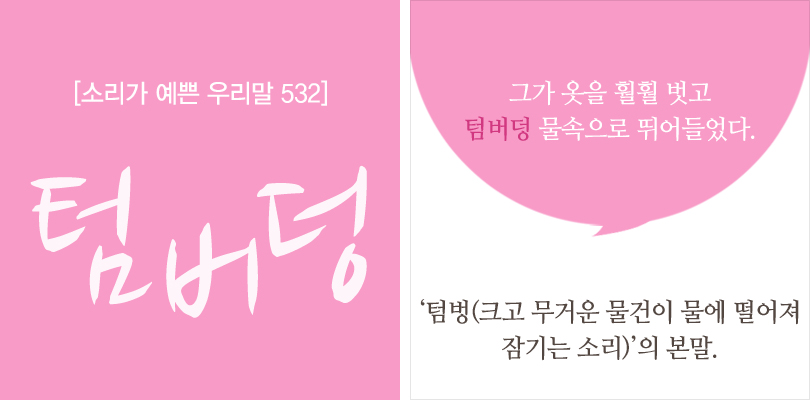 [소리가 예쁜 우리말 532]
텀버덩
그가 옷을 훨훨 벗고
텀버덩 물속으로 뛰어들었다.
‘텀벙(크고 무거운 물건이 물에 떨어져
잠기는 소리)’의 본말.